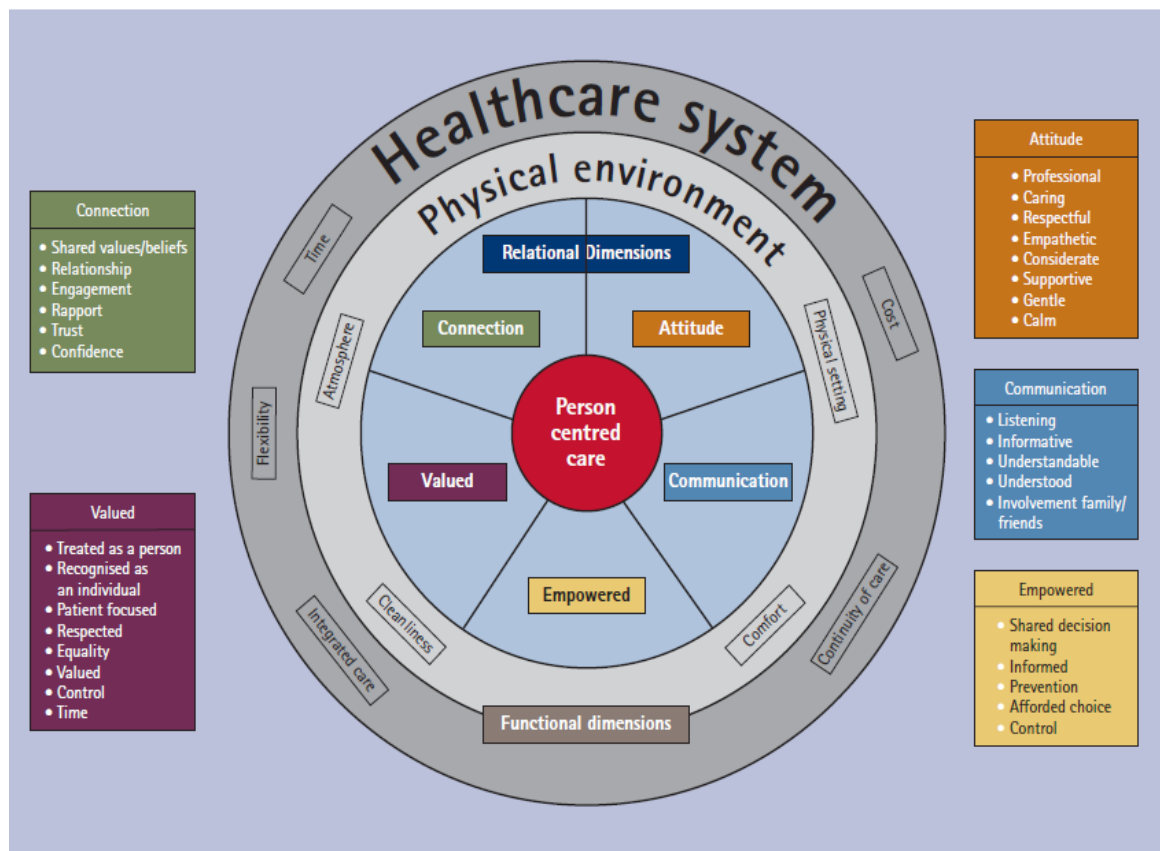 Healthcare system
Physical environment
Relational Dimensions
Connection
Attitude
Person
centred
care
Valued
Communication
Empowered
Functional dimensions
Time
Cost
Atmosphere
Physical setting
Flexibility
Cleanliness
Comfort
Integrated care
Continuity of care
Connection
• Shared values/beliefs
• Relationship
• Engagement
• Rapport
• Trust
• Confidence
Valued
• Treated as a person
• Recognised as
an individual
• Patient focused
• Respected
• Equality
• Valued
• Control
• Time
Attitude
• Professional
• Caring
• Respectful
• Empathetic
• Considerate
• Supportive
• Gentle
• Calm
Communication
• Listening
• Informative
• Understandable
• Understood
• Involvement family/
friends
Empowered
• Shared decision
making
• Informed
• Prevention
• Afforded choice
• Control